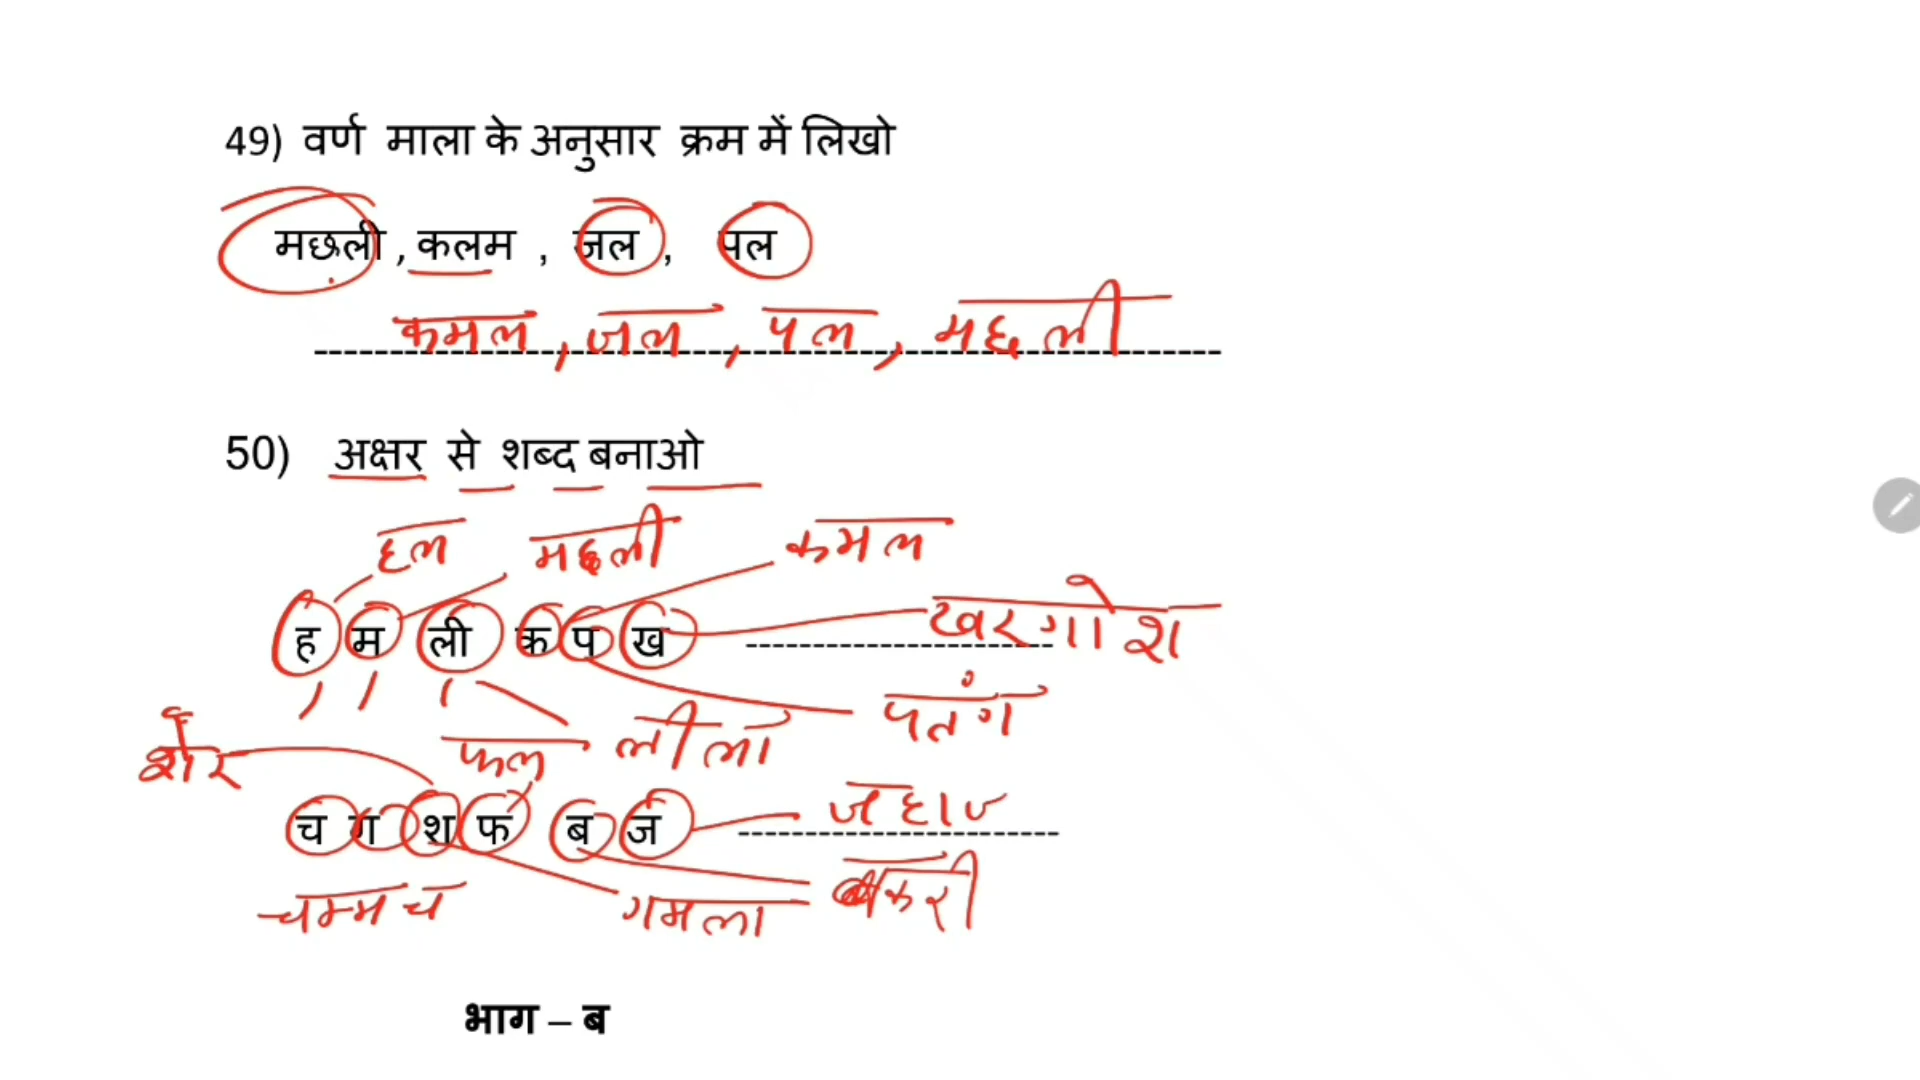 49) वर्ण माला के अनुसार क्रम में लिखो
मछली , कलम , जल , पल
कमल , जल , पल , मछली
50) अक्षर से शब्द बनाओ
हल मछली कमल
ह म ली क प ख खरगोश
पतंग
शेर फल लीला
च ग श फ ब ज जहाज
चम्मच गमला बकरी
भाग – ब